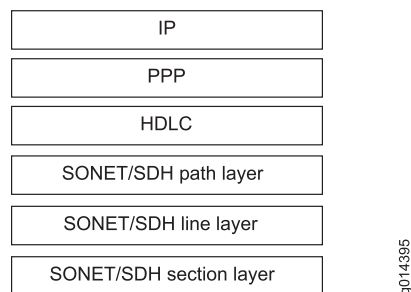 IP
PPP
HDLC
SONET/SDH path layer
SONET/SDH line layer
SONET/SDH section layer
g014395